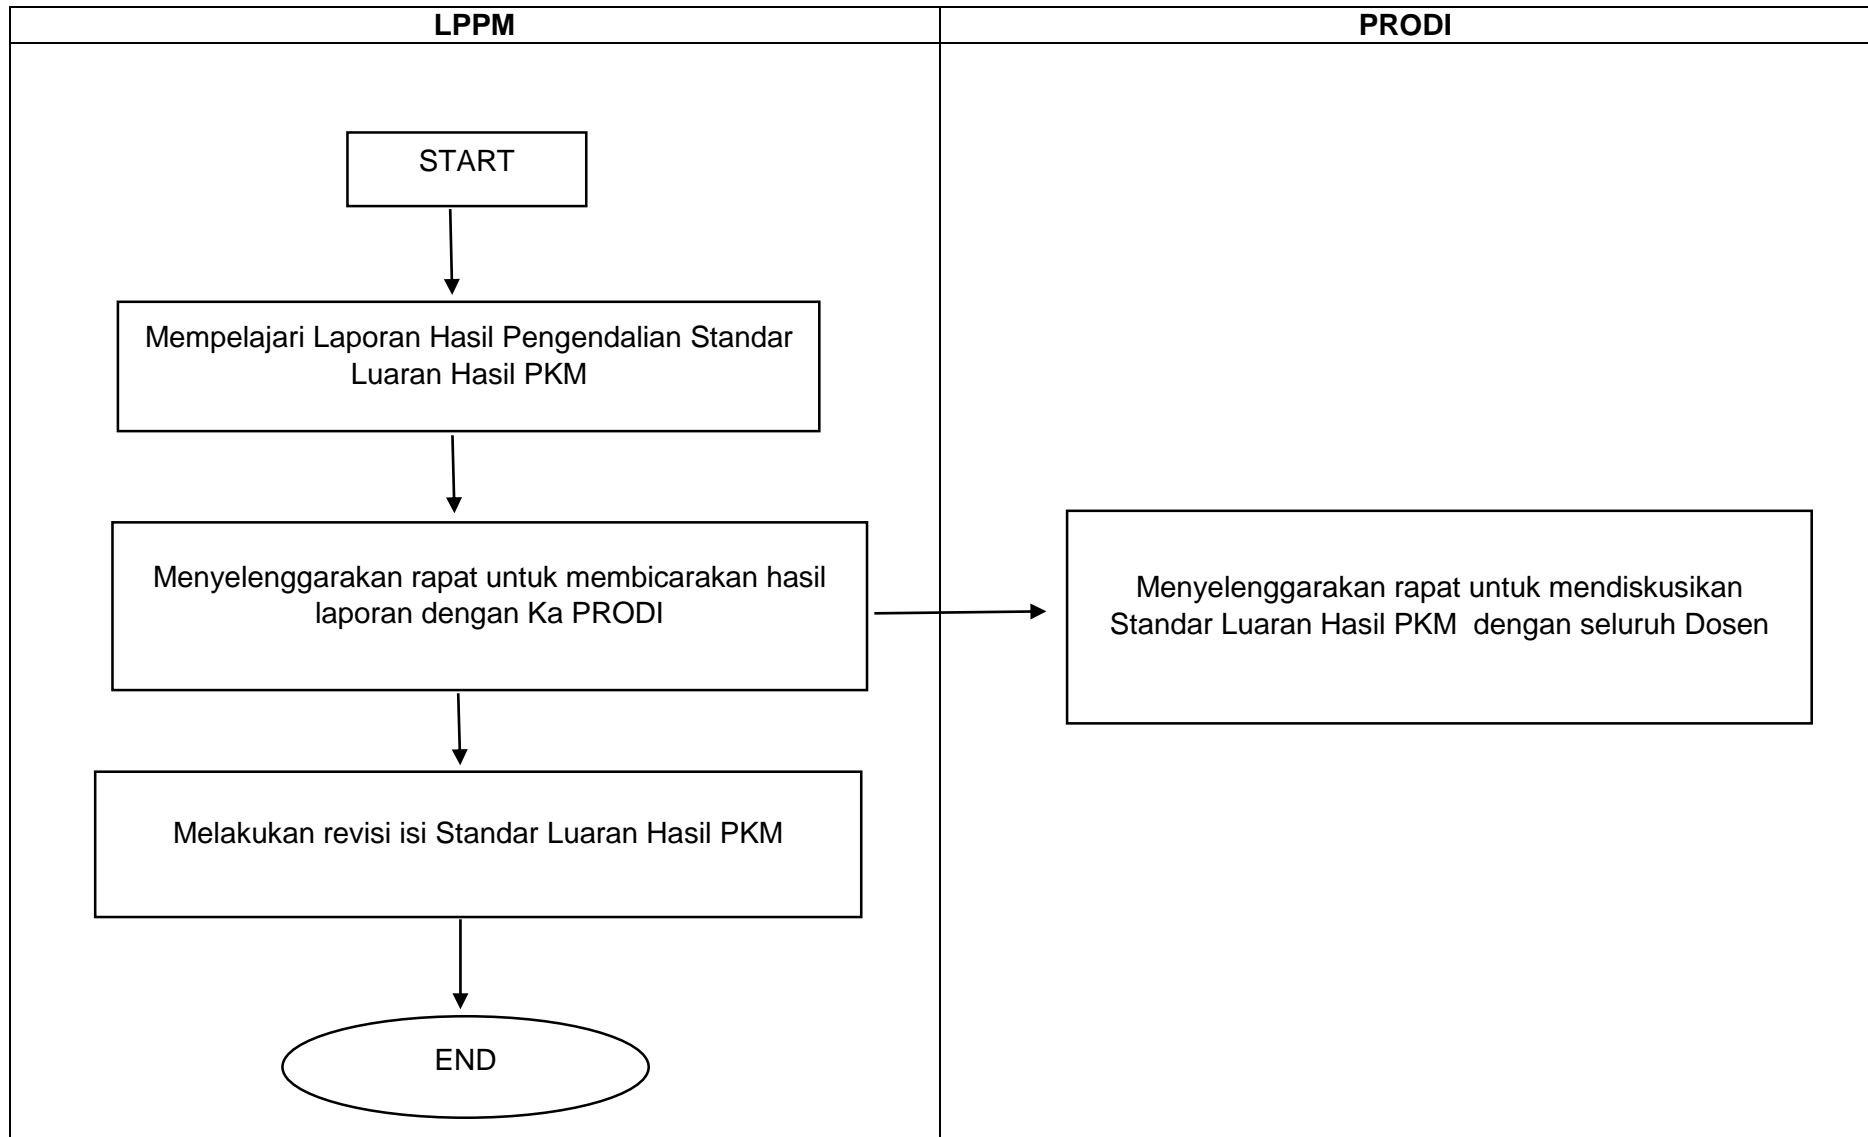 LPPM
PRODI
START
Mempelajari Laporan Hasil Pengendalian Standar
Luaran Hasil PKM
Menyelenggarakan rapat untuk membicarakan hasil
laporan dengan Ka PRODI
Menyelenggarakan rapat untuk mendiskusikan
Standar Luaran Hasil PKM  dengan seluruh Dosen
Melakukan revisi isi Standar Luaran Hasil PKM
END